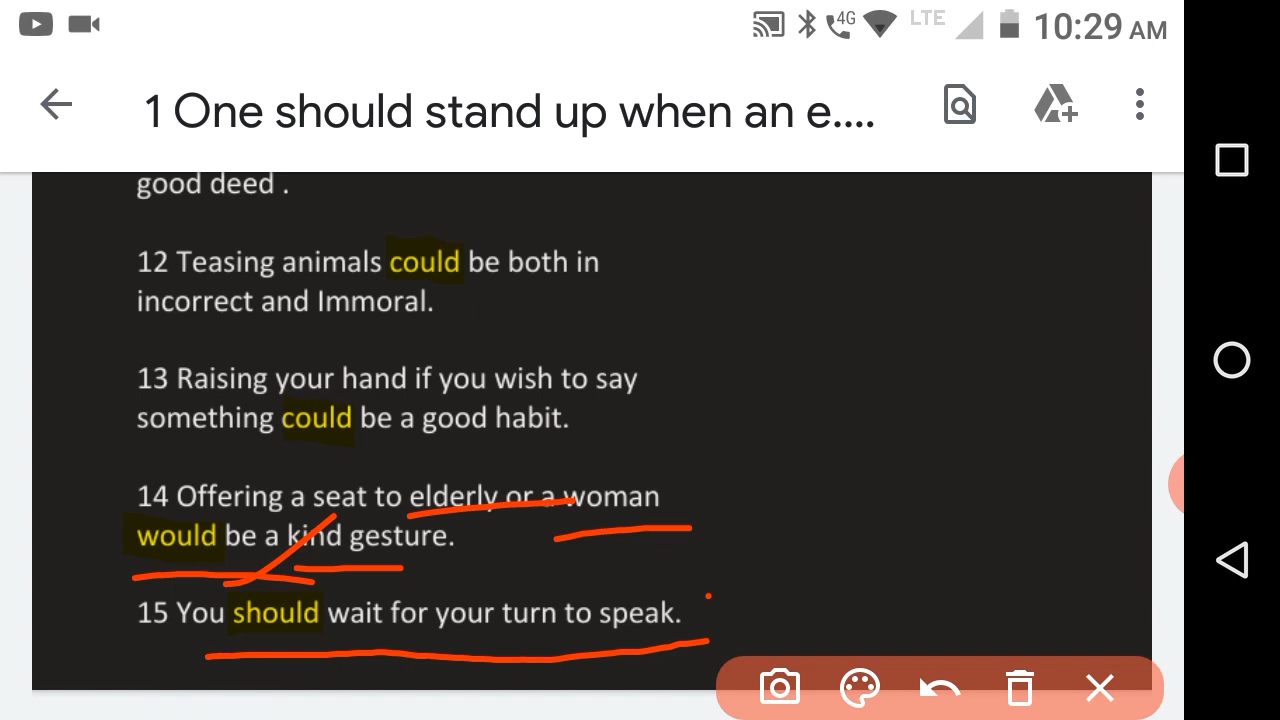 4G LTE 10:29 AM
1 One should stand up when an e....
good deed .
12 Teasing animals could be both in
incorrect and Immoral.
13 Raising your hand if you wish to say
something could be a good habit.
14 Offering a seat to elderly or a woman
would be a kind gesture.
15 You should wait for your turn to speak.